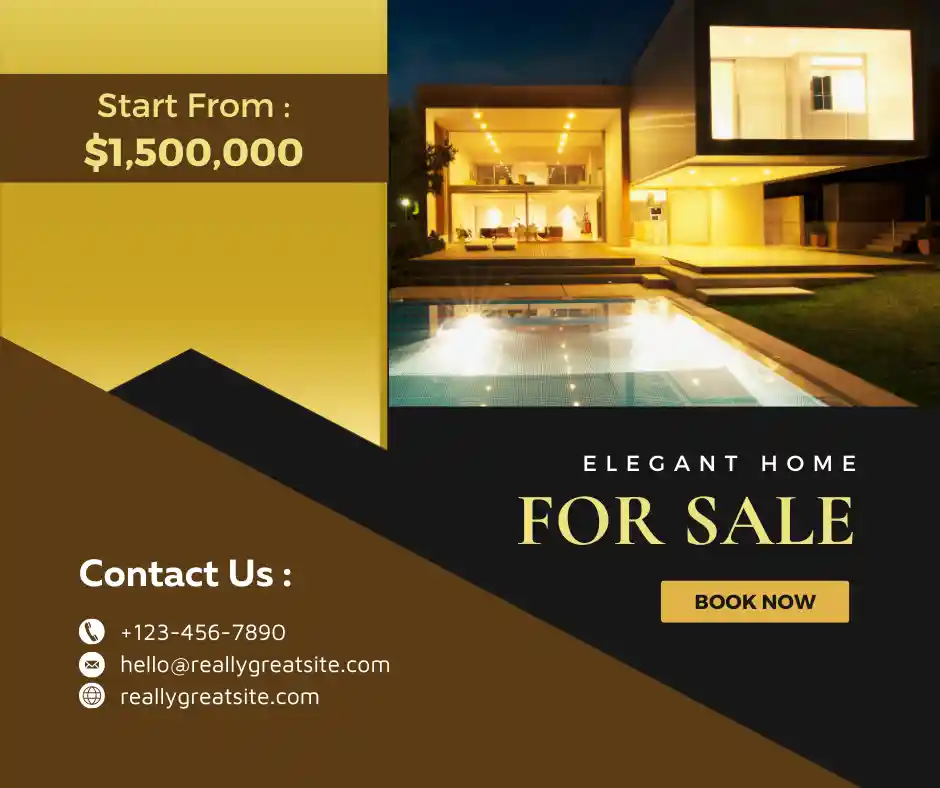 Start From :
$1,500,000
ELEGANT HOME
FOR SALE
BOOK NOW
Contact Us :
+123-456-7890
hello@reallygreatsite.com
reallygreatsite.com